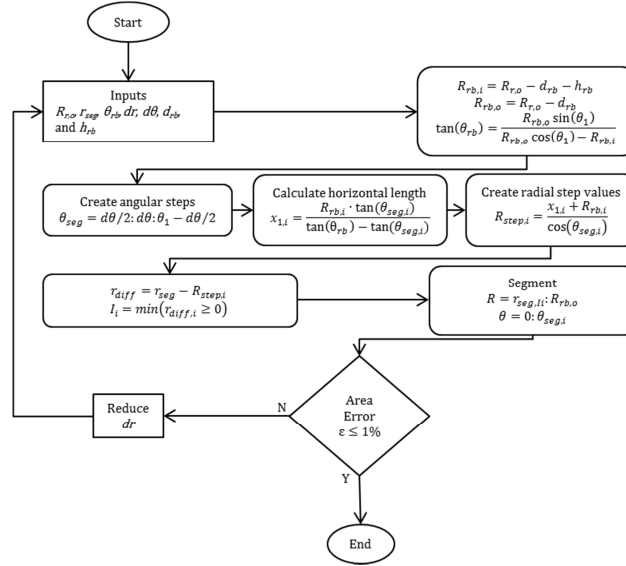 Start
Inputs
R_{r,o}, r_{seg}, θ_{rb}, dr, dθ, d_{rb},
and h_{rb}
R_{rb,i} = R_{r,o} − d_{rb} − h_{rb}
R_{rb,o} = R_{r,o} − d_{rb}
tan(θ_{rb}) = \frac{R_{rb,o} sin(θ_1)}{R_{rb,o} cos(θ_1) − R_{rb,i}}
Create angular steps
θ_{seg} = dθ/2: dθ: θ_1 − dθ/2
Calculate horizontal length
x_{1,i} = \frac{R_{rb,i} · tan(θ_{seg,i})}{tan(θ_{rb}) − tan(θ_{seg,i})}
Create radial step values
R_{step,i} = \frac{x_{1,i} + R_{rb,i}}{cos(θ_{seg,i})}
r_{diff} = r_{seg} − R_{step,i}
I_i = min(r_{diff,i} ≥ 0)
Segment
R = r_{seg,Ii}: R_{rb,o}
θ = 0: θ_{seg,i}
Area
Error
ε ≤ 1%
N
Reduce
dr
Y
End